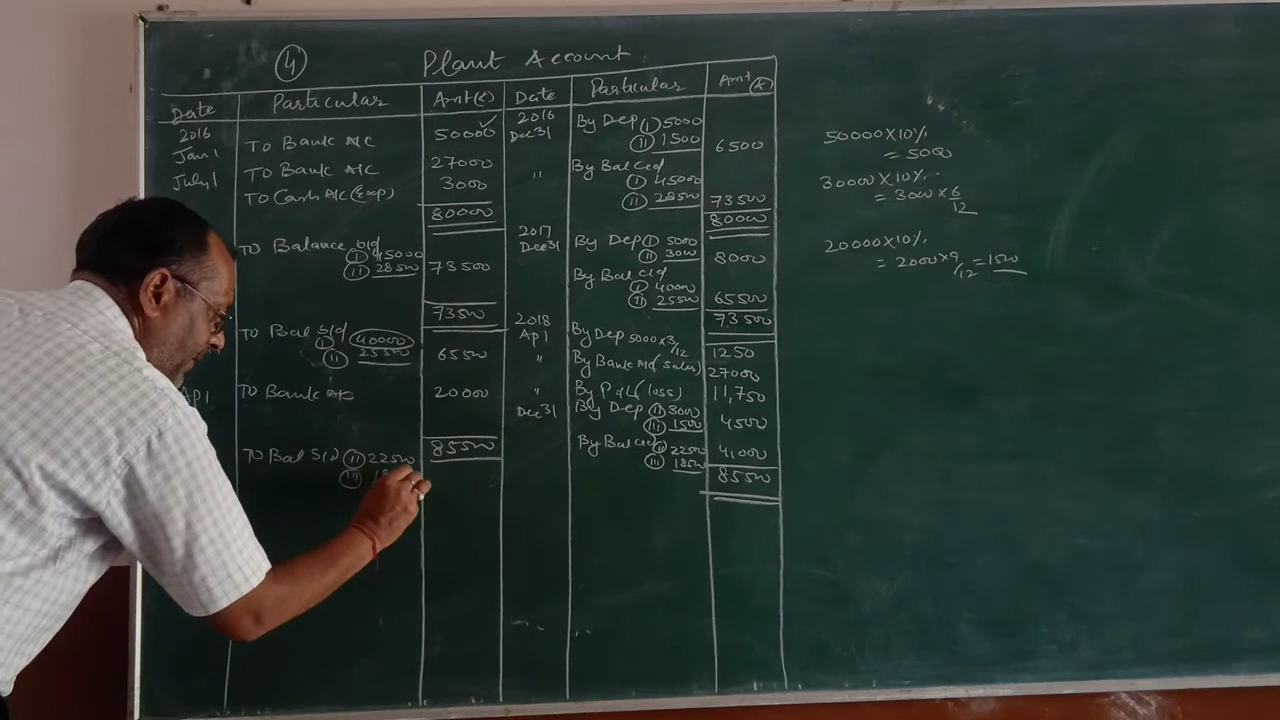 4 Plant Account
Date Particular Amt(₹) Date Particular Amt(₹)
2016
Jan 1 To Bank A/C 50000
July 1 To Bank A/C 27000
To Cash A/C (Exp) 3000
80000
To Balance b/d
I 45000
II 28500 73500
73500
To Bal b/d
I 40000
II 25500 65500
Ap 1 To Bank A/c 20000
85500
To Bal b/d II 22500
III
2016
Dec 31 By Dep I 5000
II 1500 6500
" By Bal c/d
I 45000
II 28500 73500
80000
2017
Dec 31 By Dep I 5000
II 3000 8000
By Bal c/d
I 40000
II 25500 65500
73500
2018
Ap 1 By Dep 5000×3/12 1250
" By Bank A/c (Sales) 27000
" By P&L (loss) 11,750
Dec 31 By Dep II 3000
III 1500 4500
By Bal c/d II 22500
III 18500 41000
85500
50000×10%
= 5000
30000×10%
= 3000×6/12
20000×10%
= 2000×9/12 = 1500